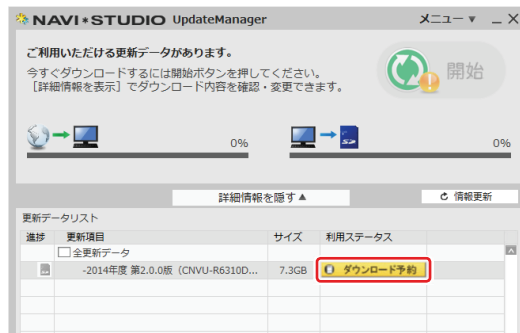 NAVI*STUDIO UpdateManager
メニュー ▼ _ X
ご利用いただける更新データがあります。
今すぐダウンロードするには開始ボタンを押してください。
［詳細情報を表示］でダウンロード内容を確認・変更できます。
開始
0%
0%
詳細情報を隠す▲
情報更新
更新データリスト
進捗 更新項目 サイズ 利用ステータス
全更新データ
-2014年度 第2.0.0版（CNVU-R6310D... 7.3GB ダウンロード予約